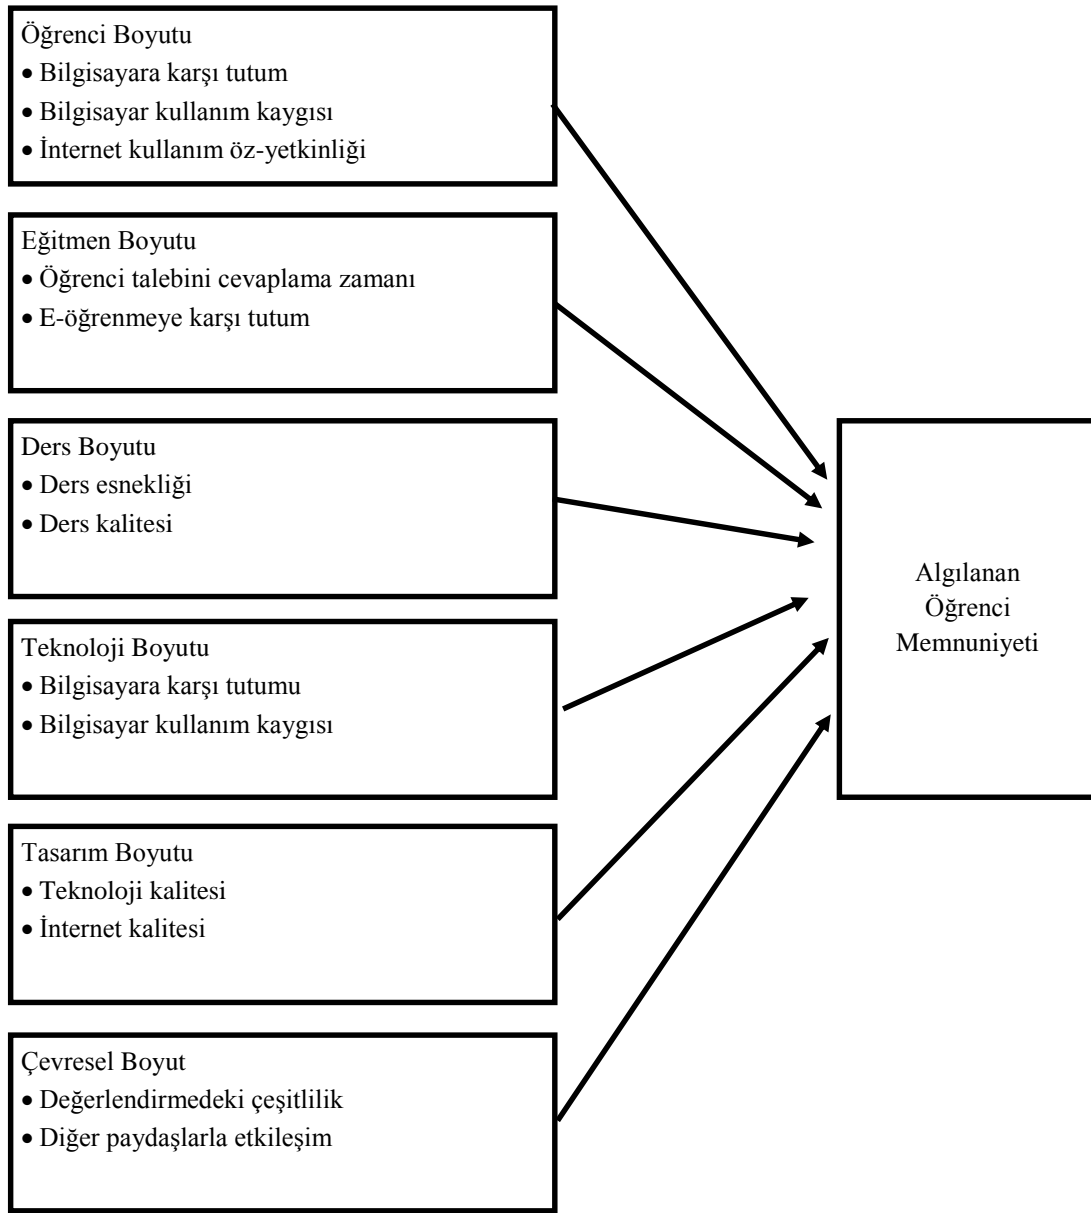 Öğrenci Boyutu
• Bilgisayara karşı tutum
• Bilgisayar kullanım kaygısı
• İnternet kullanım öz-yetkinliği
Eğitmen Boyutu
• Öğrenci talebini cevaplama zamanı
• E-öğrenmeye karşı tutum
Ders Boyutu
• Ders esnekliği
• Ders kalitesi
Teknoloji Boyutu
• Bilgisayara karşı tutumu
• Bilgisayar kullanım kaygısı
Tasarım Boyutu
• Teknoloji kalitesi
• İnternet kalitesi
Çevresel Boyut
• Değerlendirmedeki çeşitlilik
• Diğer paydaşlarla etkileşim
Algılanan
Öğrenci
Memnuniyeti